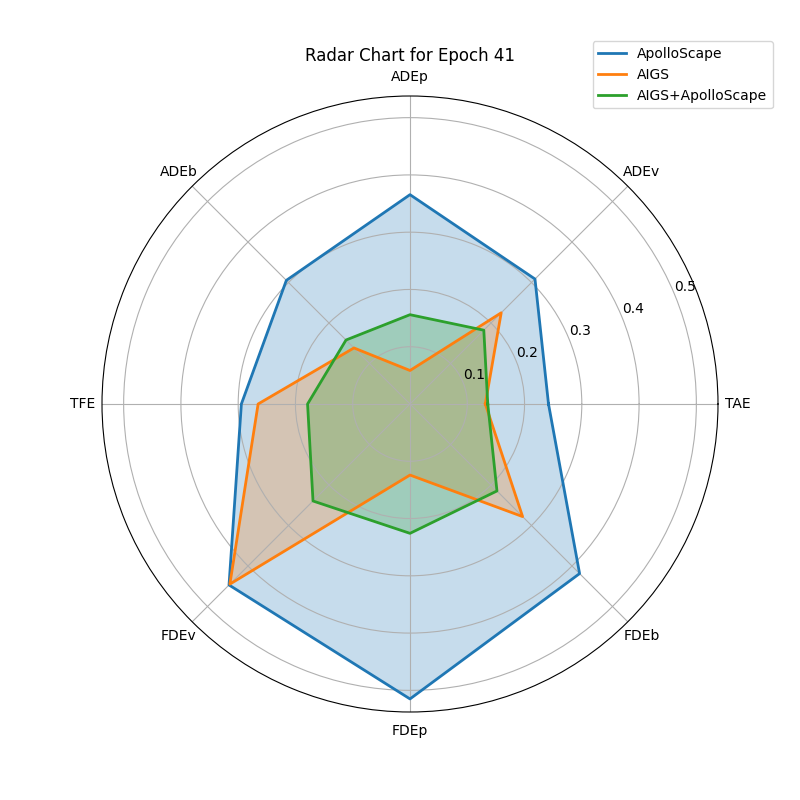 Radar Chart for Epoch 41
ApolloScape
AIGS
AIGS+ApolloScape
ADEp
ADEb
ADEv
0.5
0.4
0.3
0.2
0.1
TFE
TAE
FDEv
FDEb
FDEp